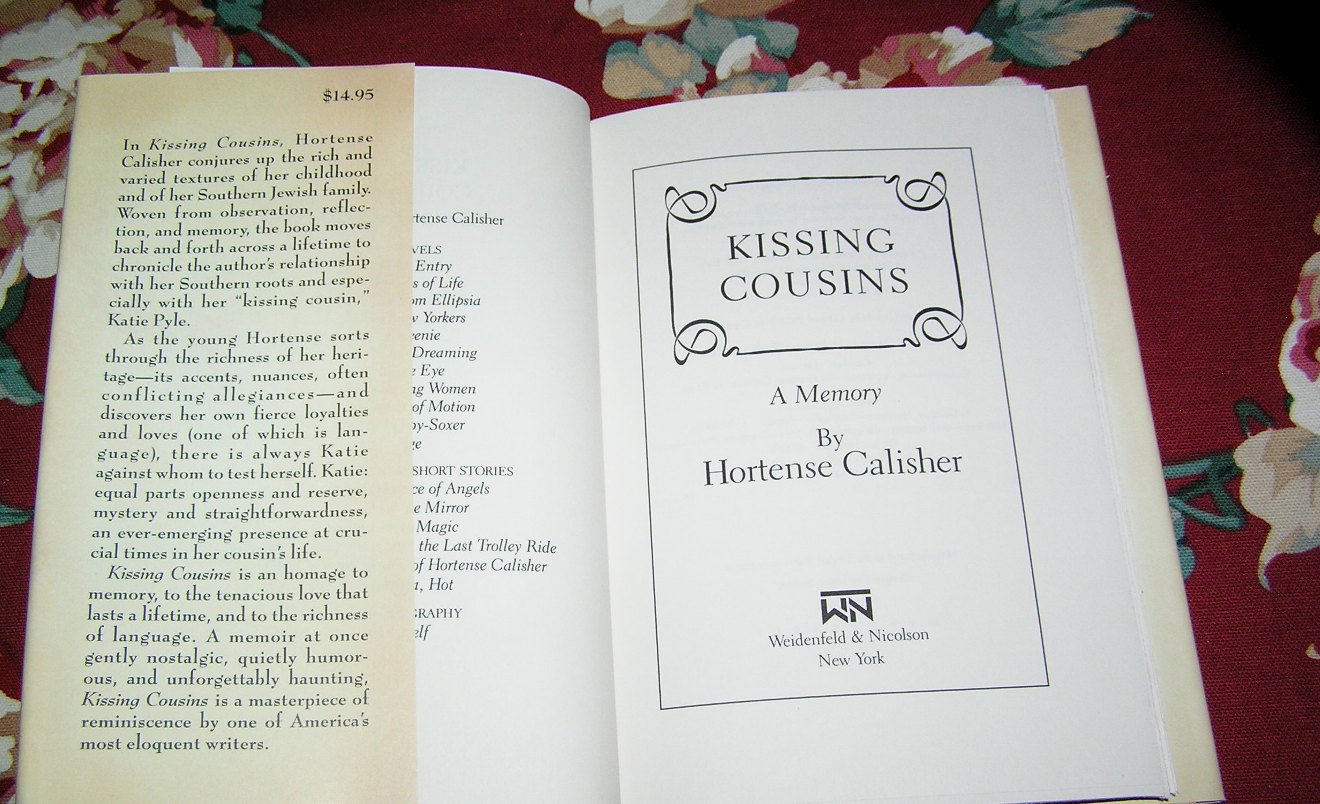 $14.95
In Kissing Cousins, Hortense
Calisher conjures up the rich and
varied textures of her childhood
and of her Southern Jewish family.
Woven from observation, reflec-
tion, and memory, the book moves
back and forth across a lifetime to
chronicle the author's relationship
with her Southern roots and espe-
cially with her "kissing cousin,"
Katie Pyle.
As the young Hortense sorts
through the richness of her heri-
tage—its accents, nuances, often
conflicting allegiances—and
discovers her own fierce loyalties
and loves (one of which is lan-
guage), there is always Katie
against whom to test herself. Katie:
equal parts openness and reserve,
mystery and straightforwardness,
an ever-emerging presence at cru-
cial times in her cousin's life.
Kissing Cousins is an homage to
memory, to the tenacious love that
lasts a lifetime, and to the richness
of language. A memoir at once
gently nostalgic, quietly humor-
ous, and unforgettably haunting,
Kissing Cousins is a masterpiece of
reminiscence by one of America's
most eloquent writers.
Calisher
Entry
of Life
Ellipsia
Yorkers
Dreaming
Eye
Women
of Motion
SHORT STORIES
of Angels
Mirror
Magic
the Last Trolley Ride
of Hortense Calisher
Hot
KISSING
COUSINS
A Memory
By
Hortense Calisher
WN
Weidenfeld & Nicolson
New York